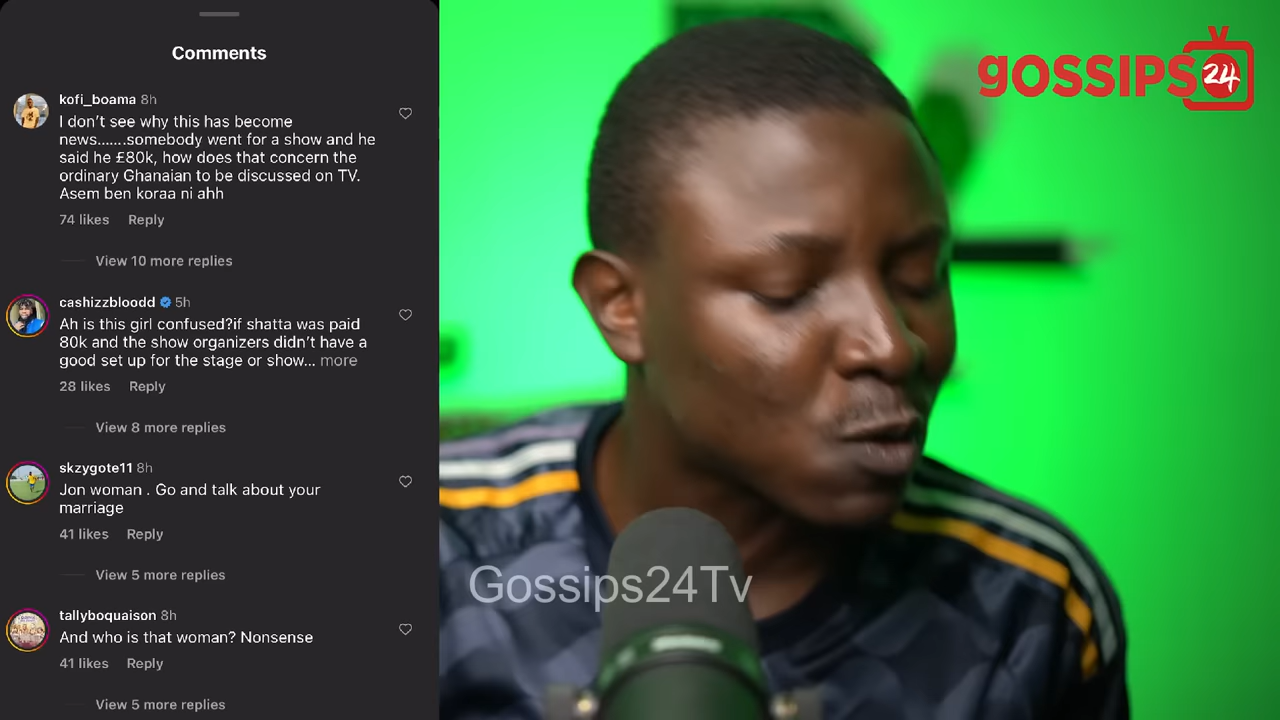 Comments
kofi_boama 8h
I don’t see why this has become
news.......somebody went for a show and he
said he £80k, how does that concern the
ordinary Ghanaian to be discussed on TV.
Asem ben koraa ni ahh
74 likes Reply
View 10 more replies
cashizzbloodd 5h
Ah is this girl confused?if shatta was paid
80k and the show organizers didn’t have a
good set up for the stage or show... more
28 likes Reply
View 8 more replies
skzygote11 8h
Jon woman . Go and talk about your
marriage
41 likes Reply
View 5 more replies
tallyboquaison 8h
And who is that woman? Nonsense
41 likes Reply
View 5 more replies
gOSSIPS 24
Gossips24Tv